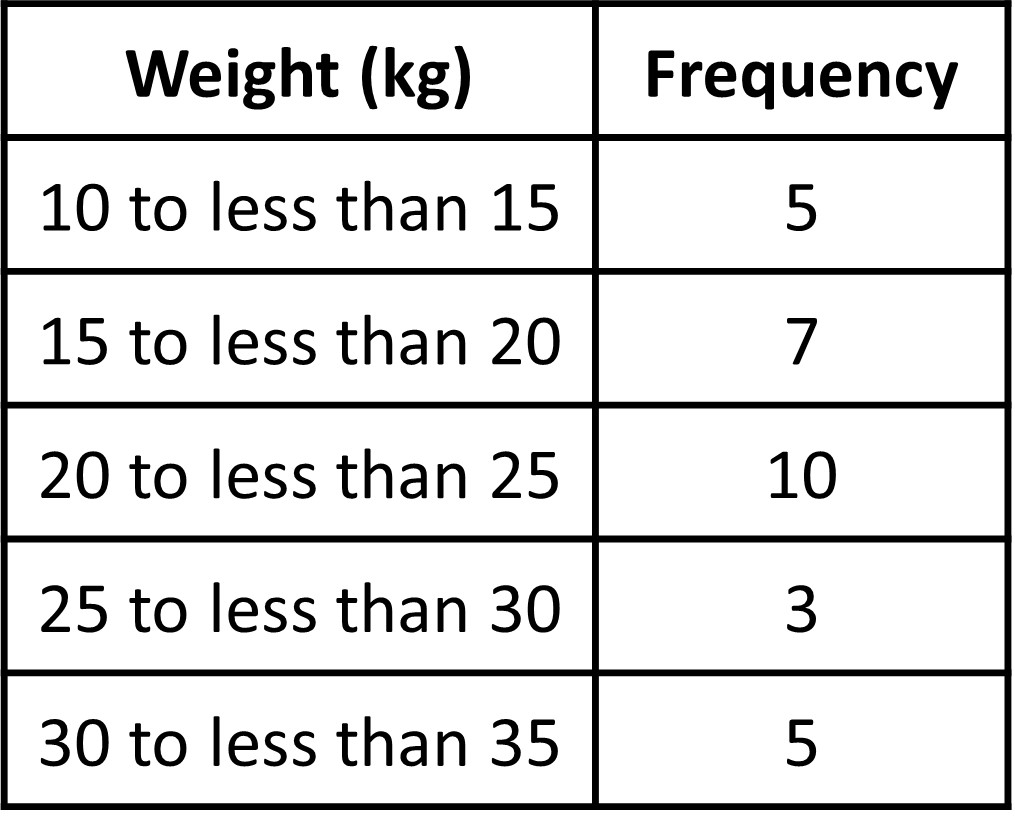 Weight (kg) Frequency
10 to less than 15 5
15 to less than 20 7
20 to less than 25 10
25 to less than 30 3
30 to less than 35 5